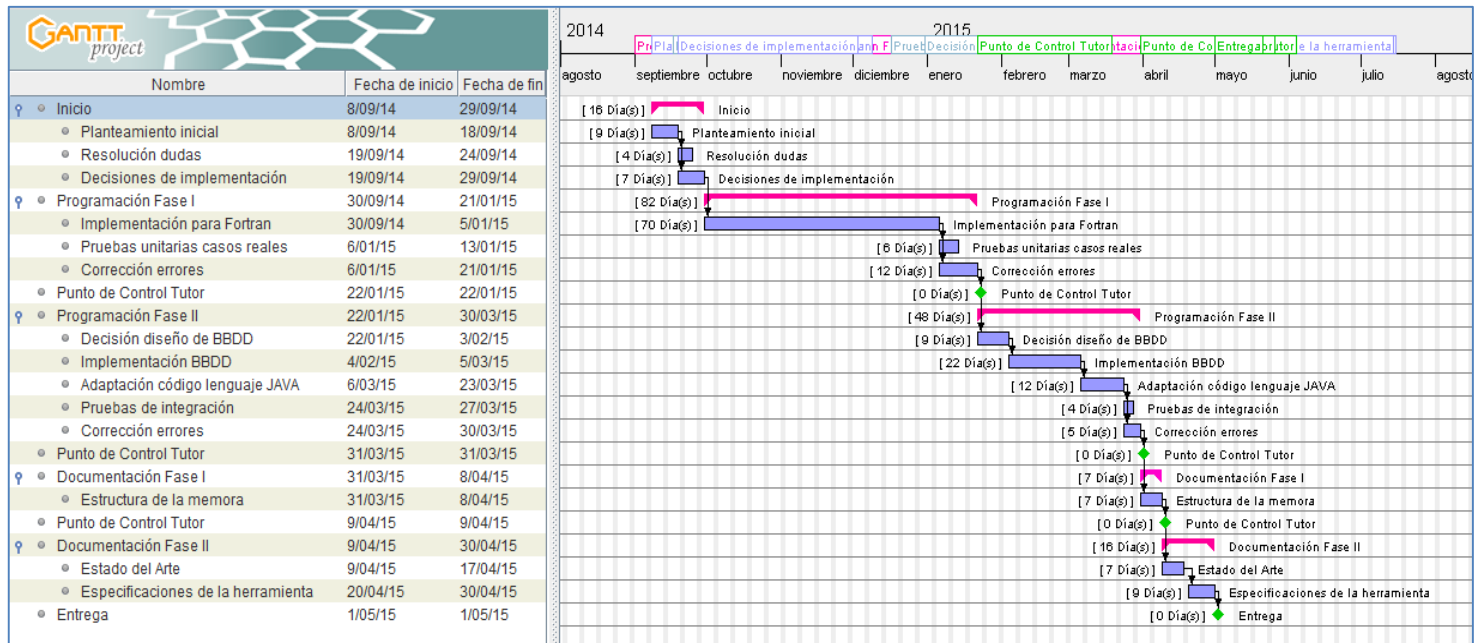 GANTT
project
2014
2015
Pr Pla Decisiones de implementación ann F Prueb Decisión Punto de Control Tutor ntaci Punto de Co Entrega pr utor e la herramienta
agosto septiembre octubre noviembre diciembre enero febrero marzo abril mayo junio julio agosto
Nombre Fecha de inicio Fecha de fin
Inicio 8/09/14 29/09/14 [16 Día(s)] Inicio
Planteamiento inicial 8/09/14 18/09/14 [9 Día(s)] Planteamiento inicial
Resolución dudas 19/09/14 24/09/14 [4 Día(s)] Resolución dudas
Decisiones de implementación 19/09/14 29/09/14 [7 Día(s)] Decisiones de implementación
Programación Fase I 30/09/14 21/01/15 [82 Día(s)] Programación Fase I
Implementación para Fortran 30/09/14 5/01/15 [70 Día(s)] Implementación para Fortran
Pruebas unitarias casos reales 6/01/15 13/01/15 [6 Día(s)] Pruebas unitarias casos reales
Corrección errores 6/01/15 21/01/15 [12 Día(s)] Corrección errores
Punto de Control Tutor 22/01/15 22/01/15 [0 Día(s)] Punto de Control Tutor
Programación Fase II 22/01/15 30/03/15 [48 Día(s)] Programación Fase II
Decisión diseño de BBDD 22/01/15 3/02/15 [9 Día(s)] Decisión diseño de BBDD
Implementación BBDD 4/02/15 5/03/15 [22 Día(s)] Implementación BBDD
Adaptación código lenguaje JAVA 6/03/15 23/03/15 [12 Día(s)] Adaptación código lenguaje JAVA
Pruebas de integración 24/03/15 27/03/15 [4 Día(s)] Pruebas de integración
Corrección errores 24/03/15 30/03/15 [5 Día(s)] Corrección errores
Punto de Control Tutor 31/03/15 31/03/15 [0 Día(s)] Punto de Control Tutor
Documentación Fase I 31/03/15 8/04/15 [7 Día(s)] Documentación Fase I
Estructura de la memora 31/03/15 8/04/15 [7 Día(s)] Estructura de la memora
Punto de Control Tutor 9/04/15 9/04/15 [0 Día(s)] Punto de Control Tutor
Documentación Fase II 9/04/15 30/04/15 [16 Día(s)] Documentación Fase II
Estado del Arte 9/04/15 17/04/15 [7 Día(s)] Estado del Arte
Especificaciones de la herramienta 20/04/15 30/04/15 [9 Día(s)] Especificaciones de la herramienta
Entrega 1/05/15 1/05/15 [0 Día(s)] Entrega